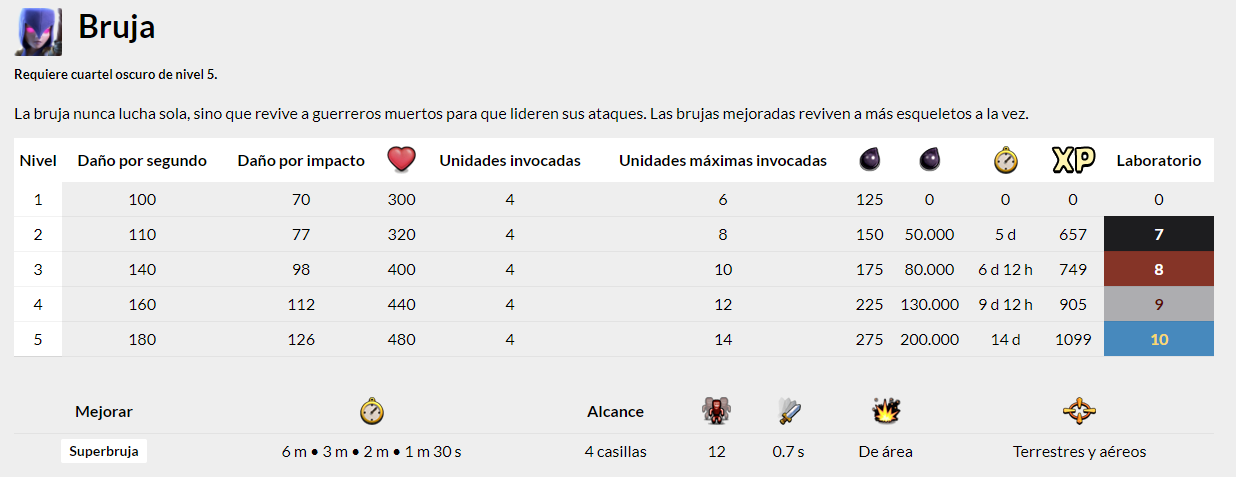 Bruja
Requiere cuartel oscuro de nivel 5.
La bruja nunca lucha sola, sino que revive a guerreros muertos para que lideren sus ataques. Las brujas mejoradas reviven a más esqueletos a la vez.
Nivel Daño por segundo Daño por impacto Unidades invocadas Unidades máximas invocadas XP Laboratorio
1 100 70 300 4 6 125 0 0 0 0
2 110 77 320 4 8 150 50.000 5 d 657 7
3 140 98 400 4 10 175 80.000 6 d 12 h 749 8
4 160 112 440 4 12 225 130.000 9 d 12 h 905 9
5 180 126 480 4 14 275 200.000 14 d 1099 10
Mejorar Alcance
Superbruja 6 m • 3 m • 2 m • 1 m 30 s 4 casillas 12 0.7 s De área Terrestres y aéreos